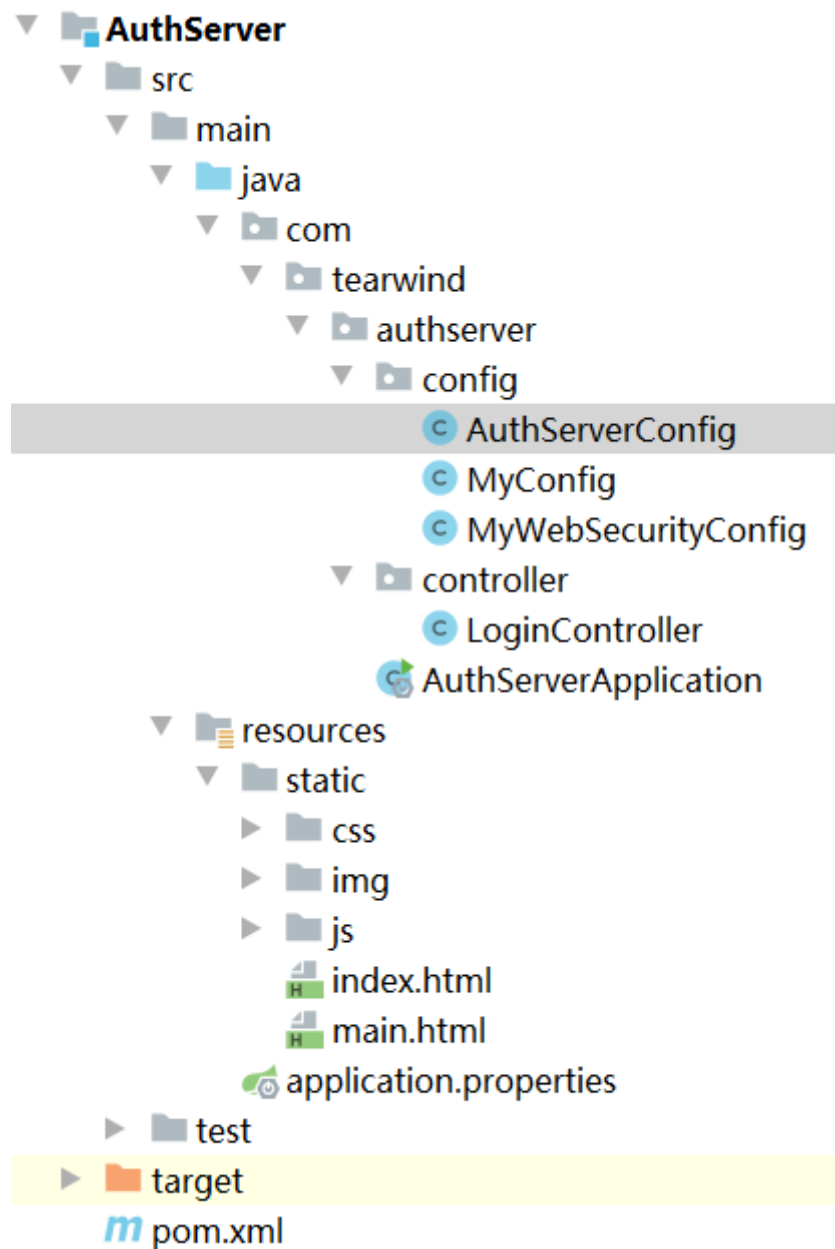 AuthServer
src
main
java
com
tearwind
authserver
config
AuthServerConfig
MyConfig
MyWebSecurityConfig
controller
LoginController
AuthServerApplication
resources
static
css
img
js
index.html
main.html
application.properties
test
target
pom.xml